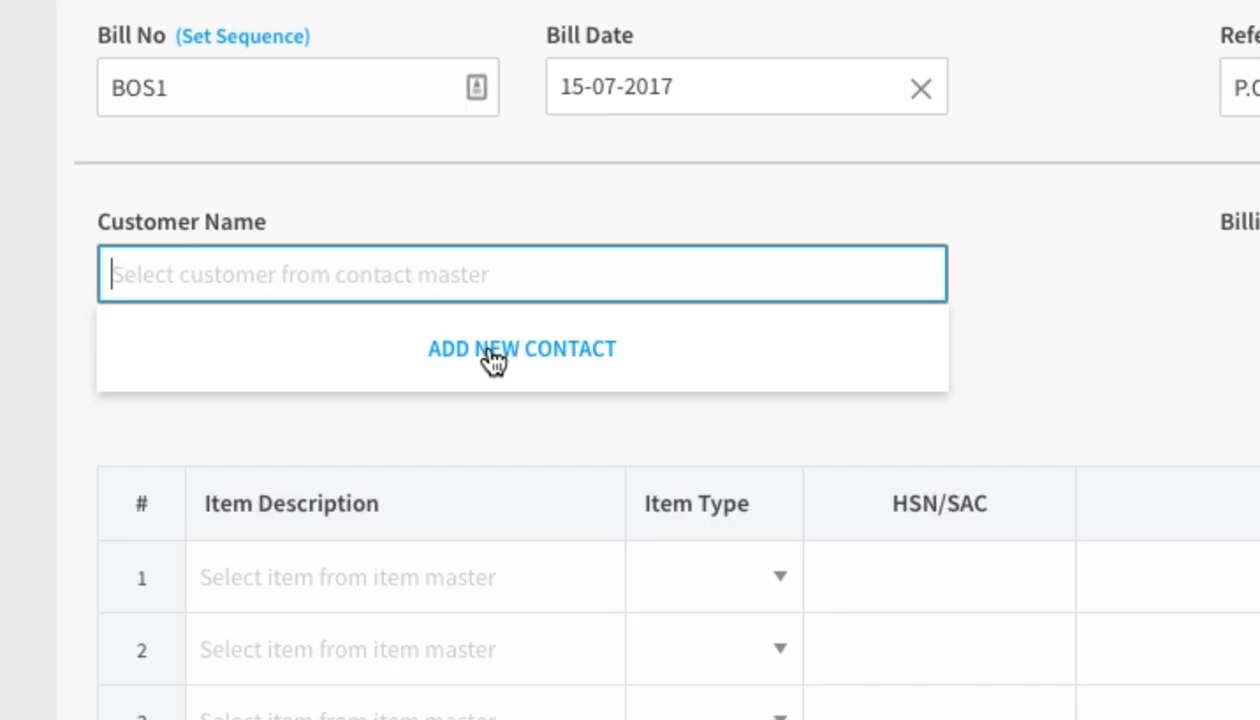 Bill No (Set Sequence) Bill Date
BOS1 15-07-2017
Customer Name
Select customer from contact master
ADD NEW CONTACT
# Item Description Item Type HSN/SAC
1 Select item from item master
2 Select item from item master